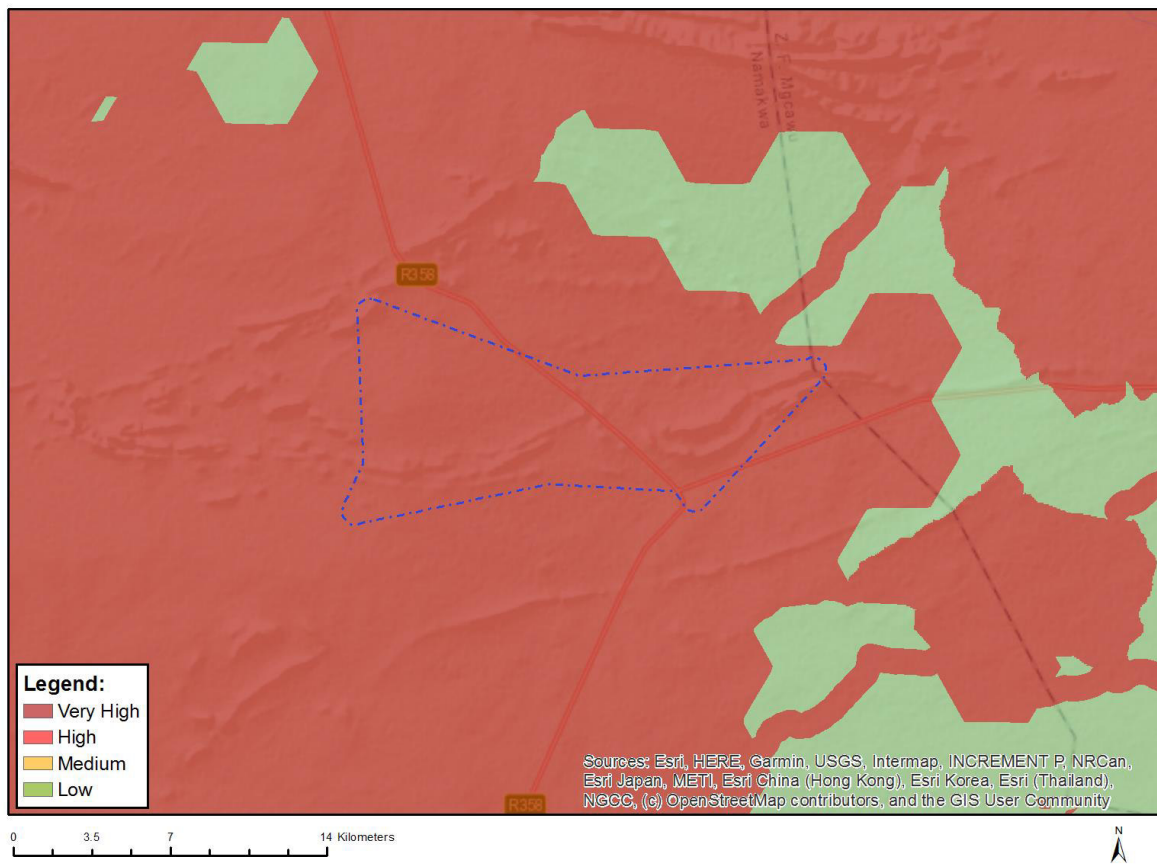 Z F Mgcawu
Namakwa
R358
Legend:
Very High
High
Medium
Low
Sources: Esri, HERE, Garmin, USGS, Intermap, INCREMENT P, NRCan,
Esri Japan, METI, Esri China (Hong Kong), Esri Korea, Esri (Thailand),
NGCC, (c) OpenStreetMap contributors, and the GIS User Community
R358
0 3.5 7 14 Kilometers
N